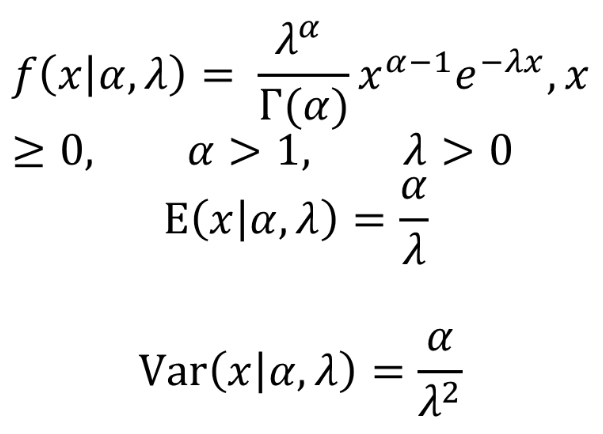 f(x|α, λ) = λ^α / Γ(α) x^(α−1) e^(−λx), x
≥ 0, α > 1, λ > 0
E(x|α, λ) = α / λ
Var(x|α, λ) = α / λ²